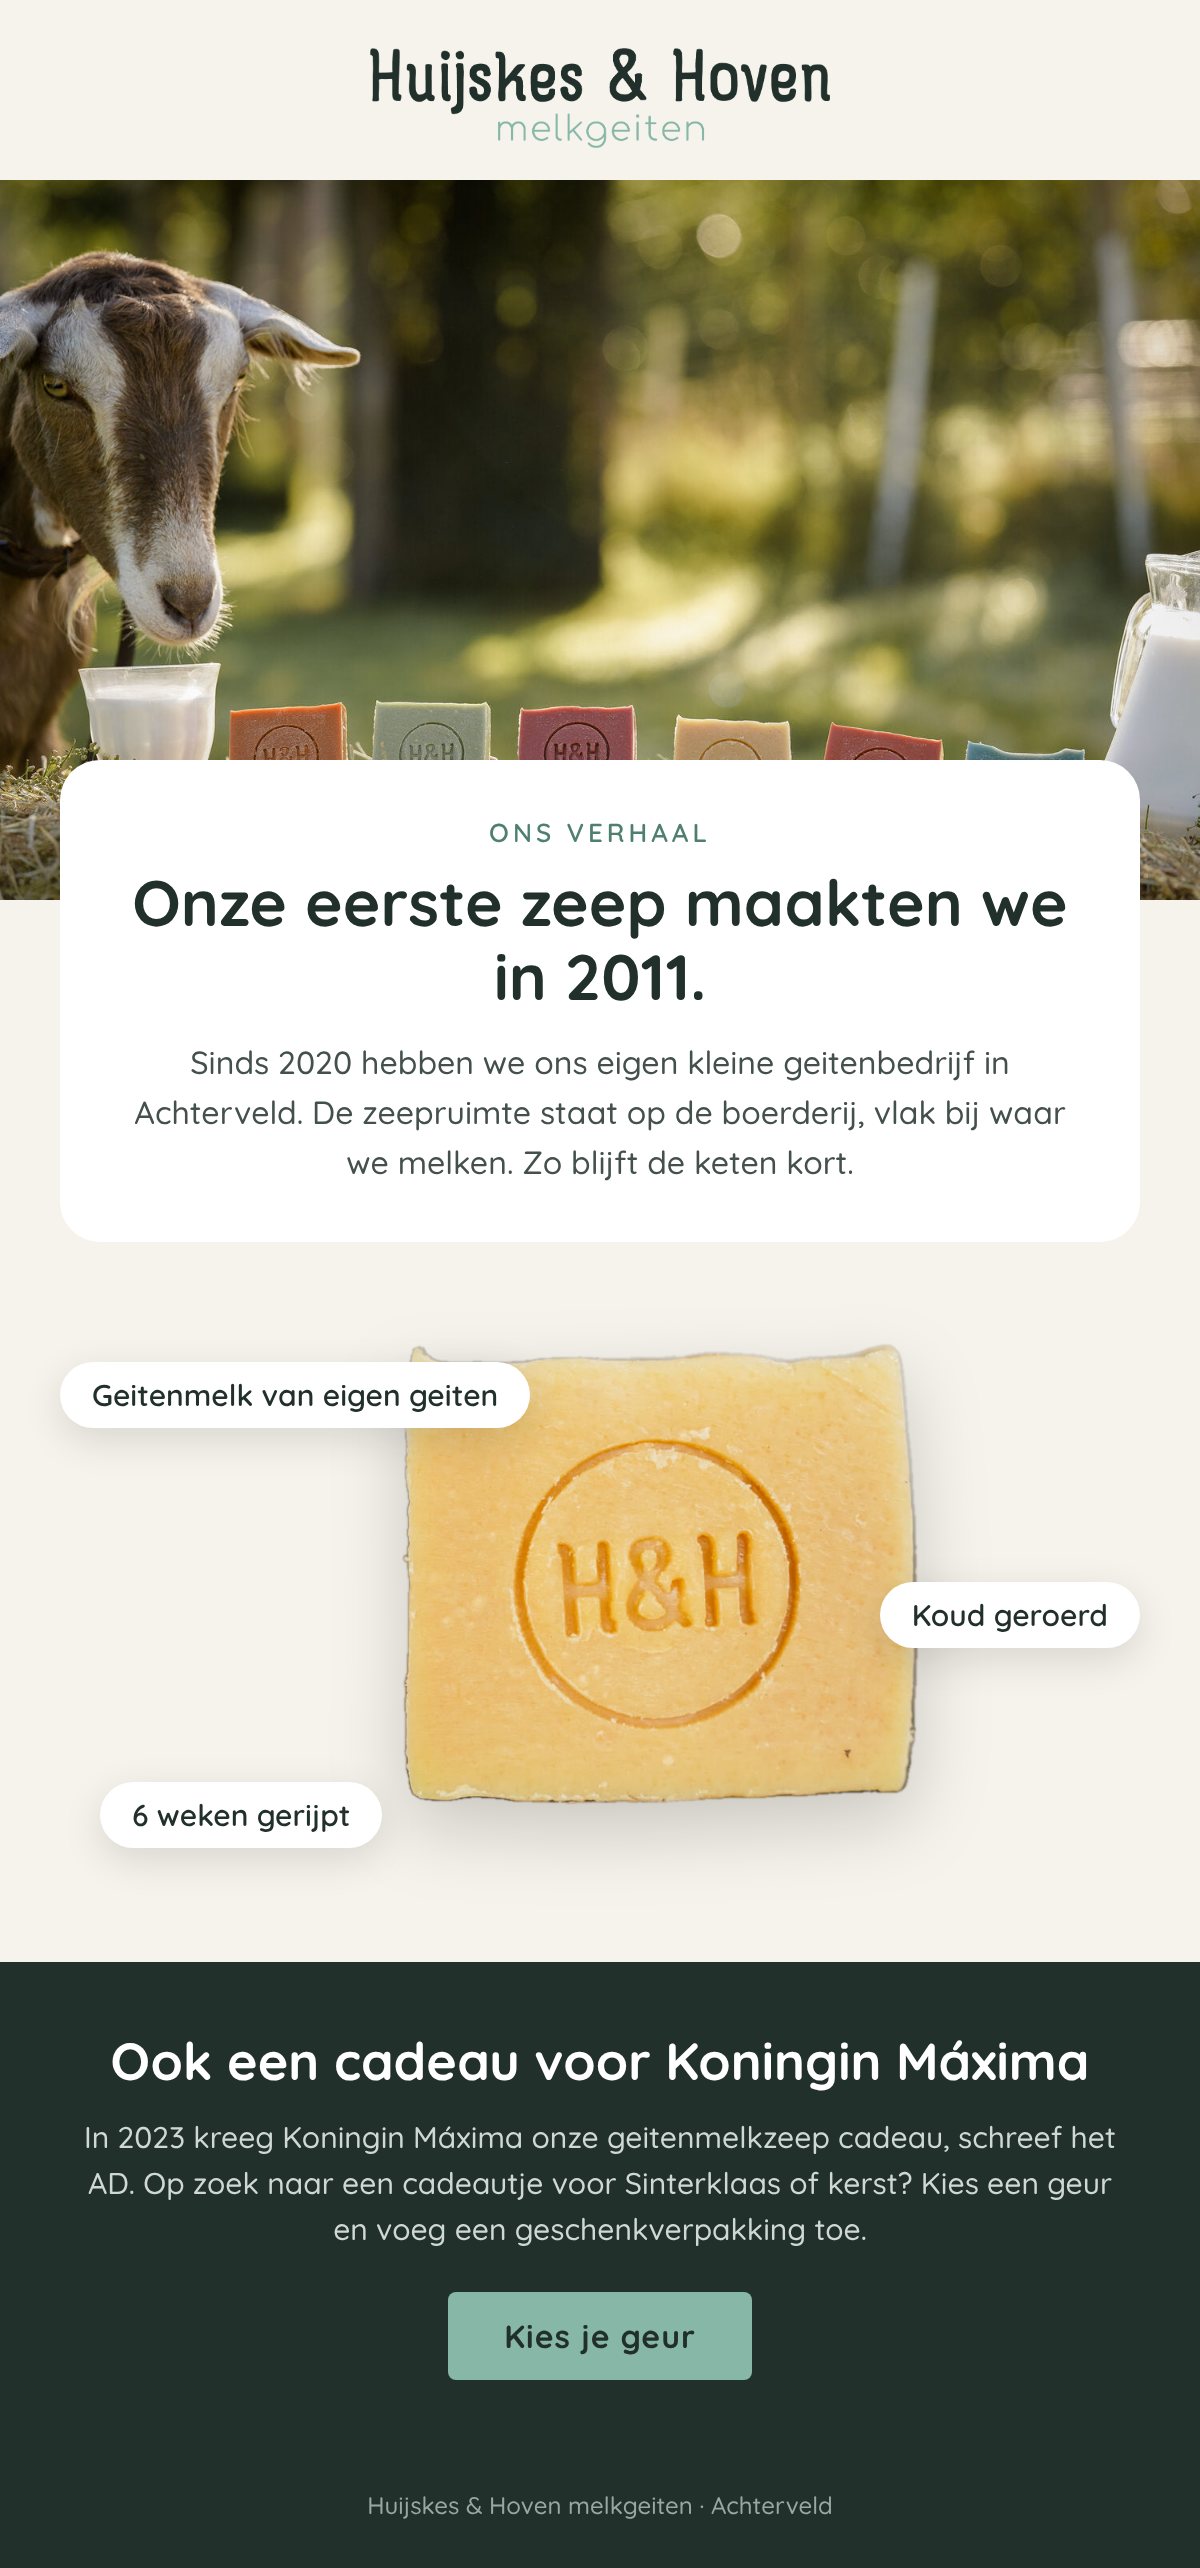 Huijskes & Hoven
melkgeiten
H&H
H&H
H&H
ONS VERHAAL
Onze eerste zeep maakten we
in 2011.
Sinds 2020 hebben we ons eigen kleine geitenbedrijf in
Achterveld. De zeepruimte staat op de boerderij, vlak bij waar
we melken. Zo blijft de keten kort.
Geitenmelk van eigen geiten
H&H
Koud geroerd
6 weken gerijpt
Ook een cadeau voor Koningin Máxima
In 2023 kreeg Koningin Máxima onze geitenmelkzeep cadeau, schreef het
AD. Op zoek naar een cadeautje voor Sinterklaas of kerst? Kies een geur
en voeg een geschenkverpakking toe.
Kies je geur
Huijskes & Hoven melkgeiten · Achterveld